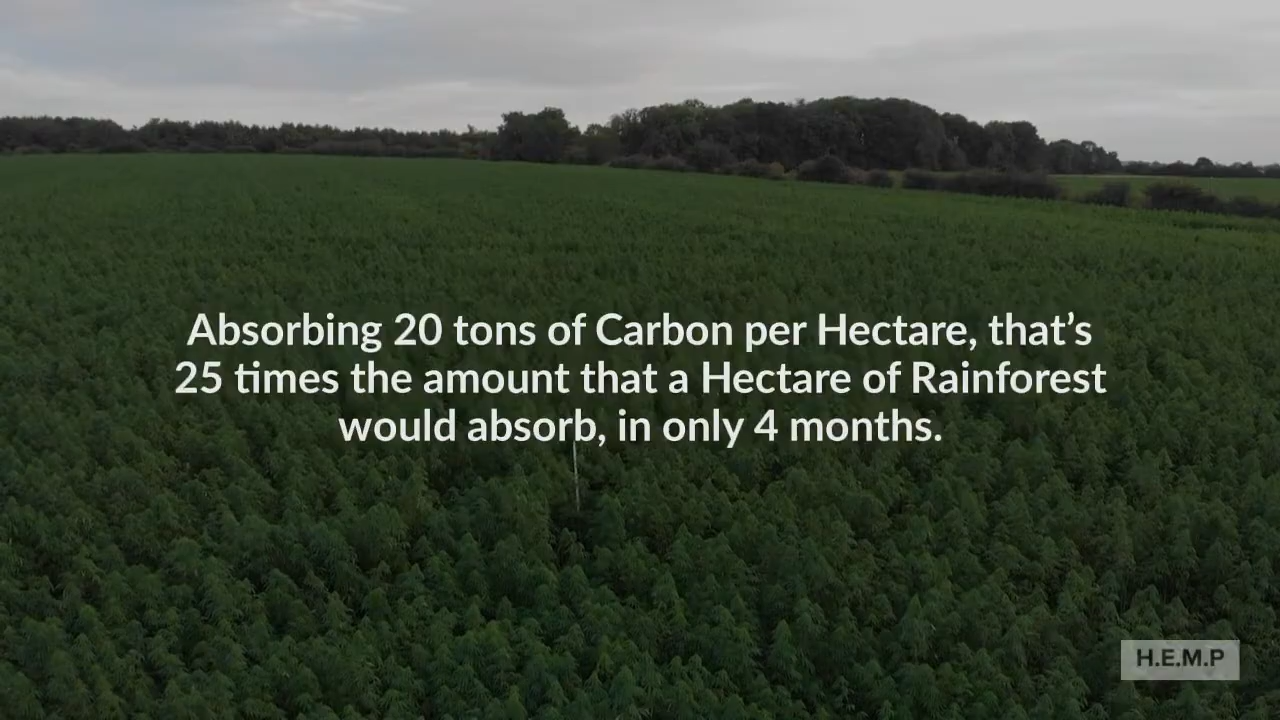 Absorbing 20 tons of Carbon per Hectare, that’s
25 times the amount that a Hectare of Rainforest
would absorb, in only 4 months.
H.E.M.P